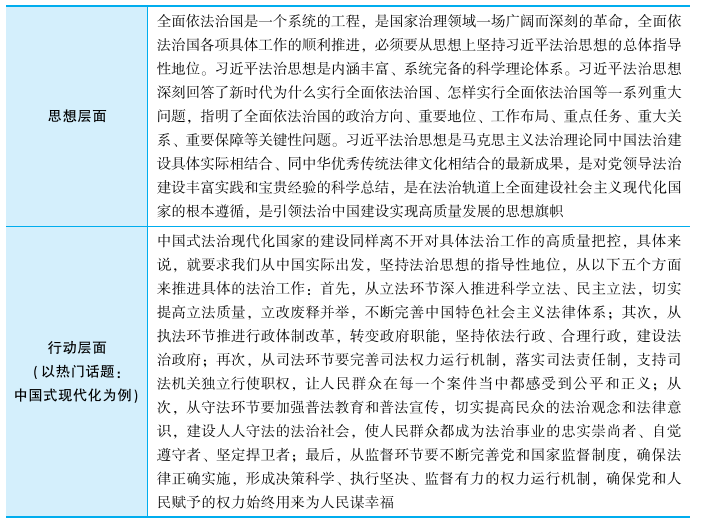 思想层面
全面依法治国是一个系统的工程，是国家治理领域一场广阔而深刻的革命，全面依
法治国各项具体工作的顺利推进，必须要从思想上坚持习近平法治思想的总体指导
性地位。习近平法治思想是内涵丰富、系统完备的科学理论体系。习近平法治思想
深刻回答了新时代为什么实行全面依法治国、怎样实行全面依法治国等一系列重大
问题，指明了全面依法治国的政治方向、重要地位、工作布局、重点任务、重大关
系、重要保障等关键性问题。习近平法治思想是马克思主义法治理论同中国法治建
设具体实际相结合、同中华优秀传统法律文化相结合的最新成果，是对党领导法治
建设丰富实践和宝贵经验的科学总结，是在法治轨道上全面建设社会主义现代化国
家的根本遵循，是引领法治中国建设实现高质量发展的思想旗帜
行动层面
（以热门话题：
中国式现代化为例）
中国式法治现代化国家的建设同样离不开对具体法治工作的高质量把控，具体来
说，就要求我们从中国实际出发，坚持法治思想的指导性地位，从以下五个方面
来推进具体的法治工作：首先，从立法环节深入推进科学立法、民主立法，切实
提高立法质量，立改废释并举，不断完善中国特色社会主义法律体系；其次，从
执法环节推进行政体制改革，转变政府职能，坚持依法行政、合理行政，建设法
治政府；再次，从司法环节要完善司法权力运行机制，落实司法责任制，支持司
法机关独立行使职权，让人民群众在每一个案件当中都感受到公平和正义；从
次，从守法环节要加强普法教育和普法宣传，切实提高民众的法治观念和法律意
识，建设人人守法的法治社会，使人民群众都成为法治事业的忠实崇尚者、自觉
遵守者、坚定捍卫者；最后，从监督环节要不断完善党和国家监督制度，确保法
律正确实施，形成决策科学、执行坚决、监督有力的权力运行机制，确保党和人
民赋予的权力始终用来为人民谋幸福